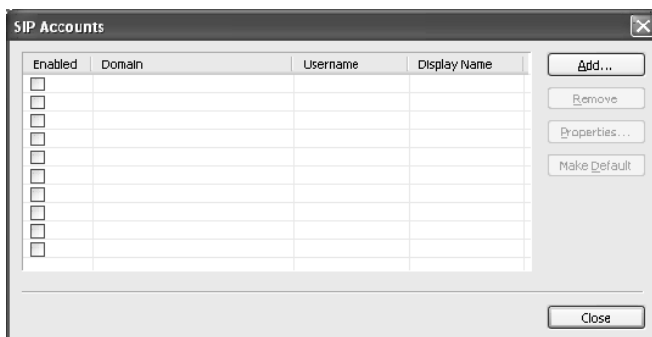 SIP Accounts
Enabled Domain Username Display Name
Add...
Remove
Properties...
Make Default
Close